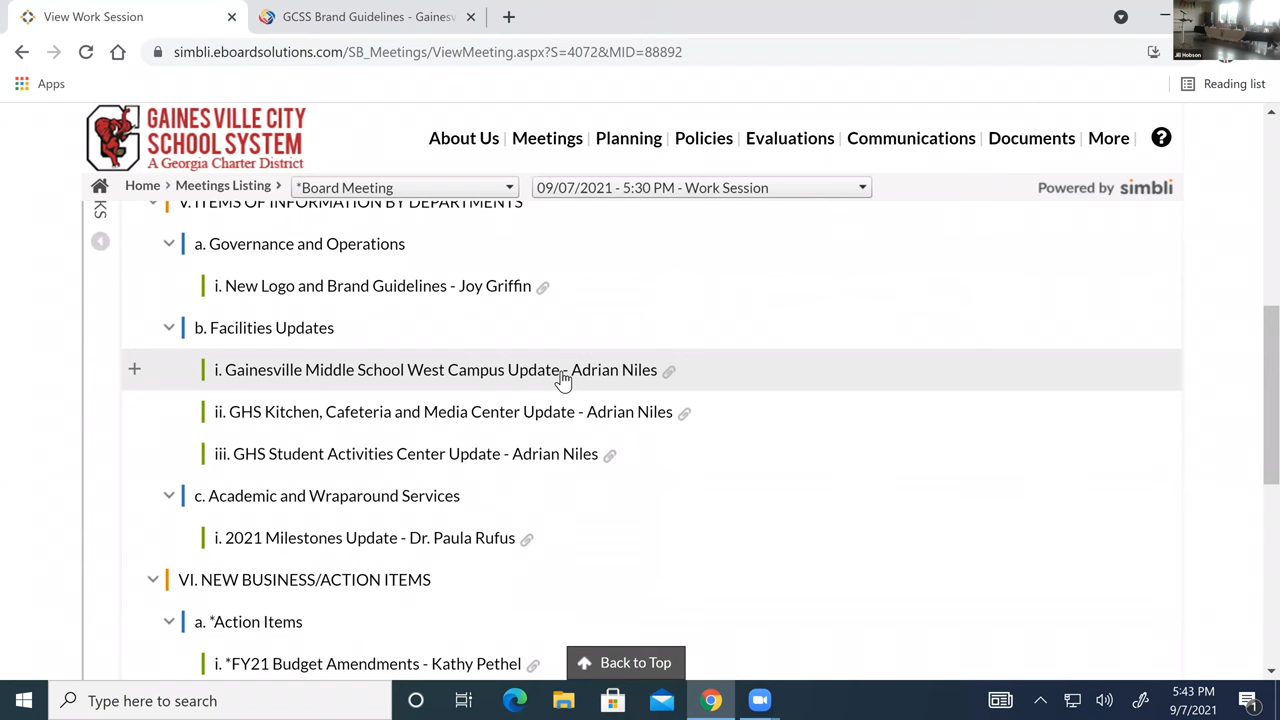 View Work Session
GCSS Brand Guidelines - Gainesv
simbli.eboardsolutions.com/SB_Meetings/ViewMeeting.aspx?S=4072&MID=88892
Apps
Reading list
Jill Hobson
GAINESVILLE CITY
SCHOOL SYSTEM
A Georgia Charter District
About Us | Meetings | Planning | Policies | Evaluations | Communications | Documents | More | ?
Home > Meetings Listing > *Board Meeting 09/07/2021 - 5:30 PM - Work Session Powered by simbli
KS
V. ITEMS OF INFORMATION BY DEPARTMENTS
a. Governance and Operations
i. New Logo and Brand Guidelines - Joy Griffin
b. Facilities Updates
i. Gainesville Middle School West Campus Update - Adrian Niles
ii. GHS Kitchen, Cafeteria and Media Center Update - Adrian Niles
iii. GHS Student Activities Center Update - Adrian Niles
c. Academic and Wraparound Services
i. 2021 Milestones Update - Dr. Paula Rufus
VI. NEW BUSINESS/ACTION ITEMS
a. *Action Items
i. *FY21 Budget Amendments - Kathy Pethel
Back to Top
Type here to search
5:43 PM
9/7/2021
1